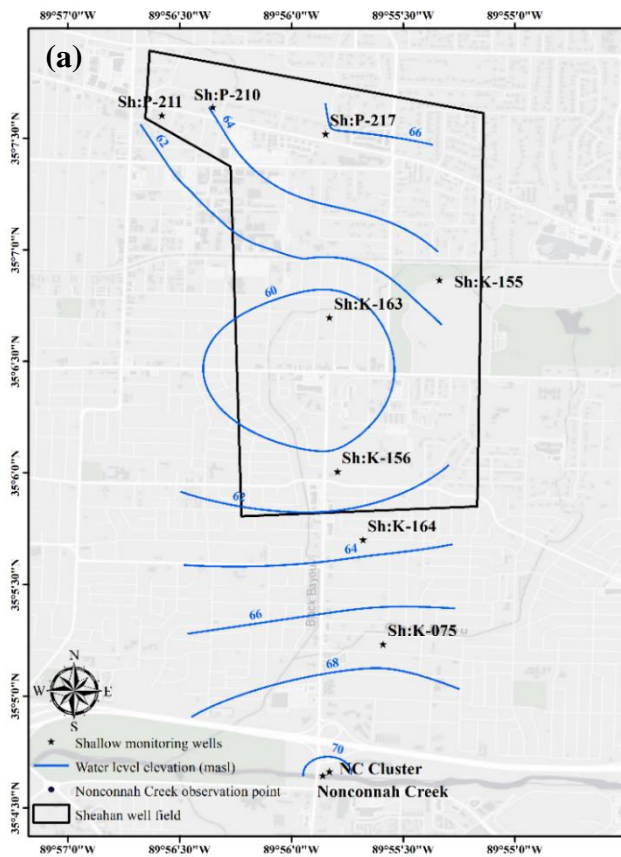 89°57'0"W 89°56'30"W 89°56'0"W 89°55'30"W 89°55'0"W
(a)
Sh:P-211
Sh:P-210
64
66
Sh:P-217
62
35°7'30"N
35°7'0"N
Sh:K-155
60
Sh:K-163
35°6'30"N
Sh:K-156
35°6'0"N
62
Sh:K-164
64
35°5'30"N
66
Black Bayou
Sh:K-075
68
35°5'0"N
N
W E
S
70
NC Cluster
Nonconnah Creek
Shallow monitoring wells
Water level elevation (masl)
Nonconnah Creek observation point
Sheahan well field
35°4'30"N
89°57'0"W 89°56'30"W 89°56'0"W 89°55'30"W 89°55'0"W